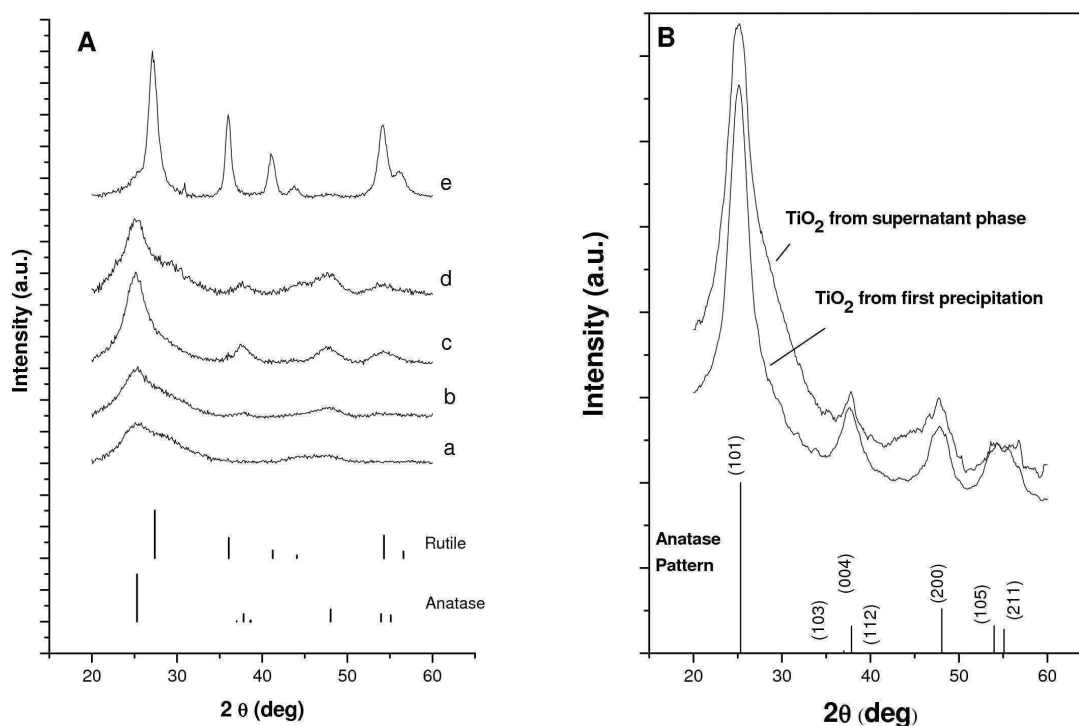 A
Intensity (a.u.)
e
d
c
b
a
Rutile
Anatase
20 30 40 50 60
2 θ (deg)
B
Intensity (a.u.)
TiO2 from supernatant phase
TiO2 from first precipitation
Anatase
Pattern
(101)
(103)
(004)
(112)
(200)
(105)
(211)
20 30 40 50 60
2θ (deg)